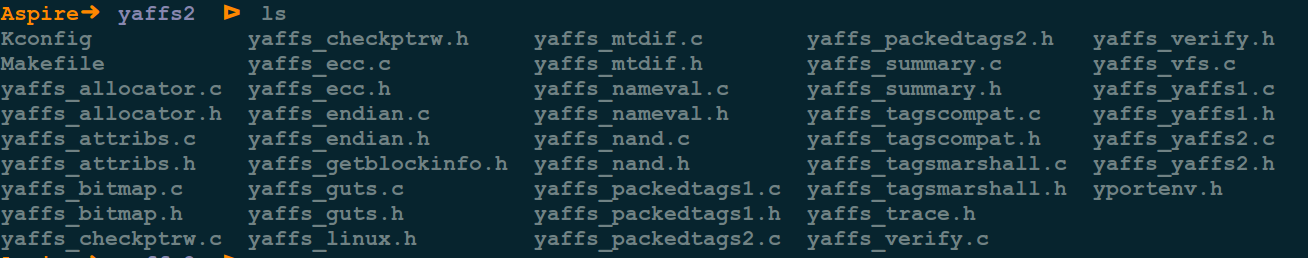 Aspire➜ yaffs2 ⊳ ls
Kconfig yaffs_checkptrw.h yaffs_mtdif.c yaffs_packedtags2.h yaffs_verify.h
Makefile yaffs_ecc.c yaffs_mtdif.h yaffs_summary.c yaffs_vfs.c
yaffs_allocator.c yaffs_ecc.h yaffs_nameval.c yaffs_summary.h yaffs_yaffs1.c
yaffs_allocator.h yaffs_endian.c yaffs_nameval.h yaffs_tagscompat.c yaffs_yaffs1.h
yaffs_attribs.c yaffs_endian.h yaffs_nand.c yaffs_tagscompat.h yaffs_yaffs2.c
yaffs_attribs.h yaffs_getblockinfo.h yaffs_nand.h yaffs_tagsmarshall.c yaffs_yaffs2.h
yaffs_bitmap.c yaffs_guts.c yaffs_packedtags1.c yaffs_tagsmarshall.h yportenv.h
yaffs_bitmap.h yaffs_guts.h yaffs_packedtags1.h yaffs_trace.h
yaffs_checkptrw.c yaffs_linux.h yaffs_packedtags2.c yaffs_verify.c